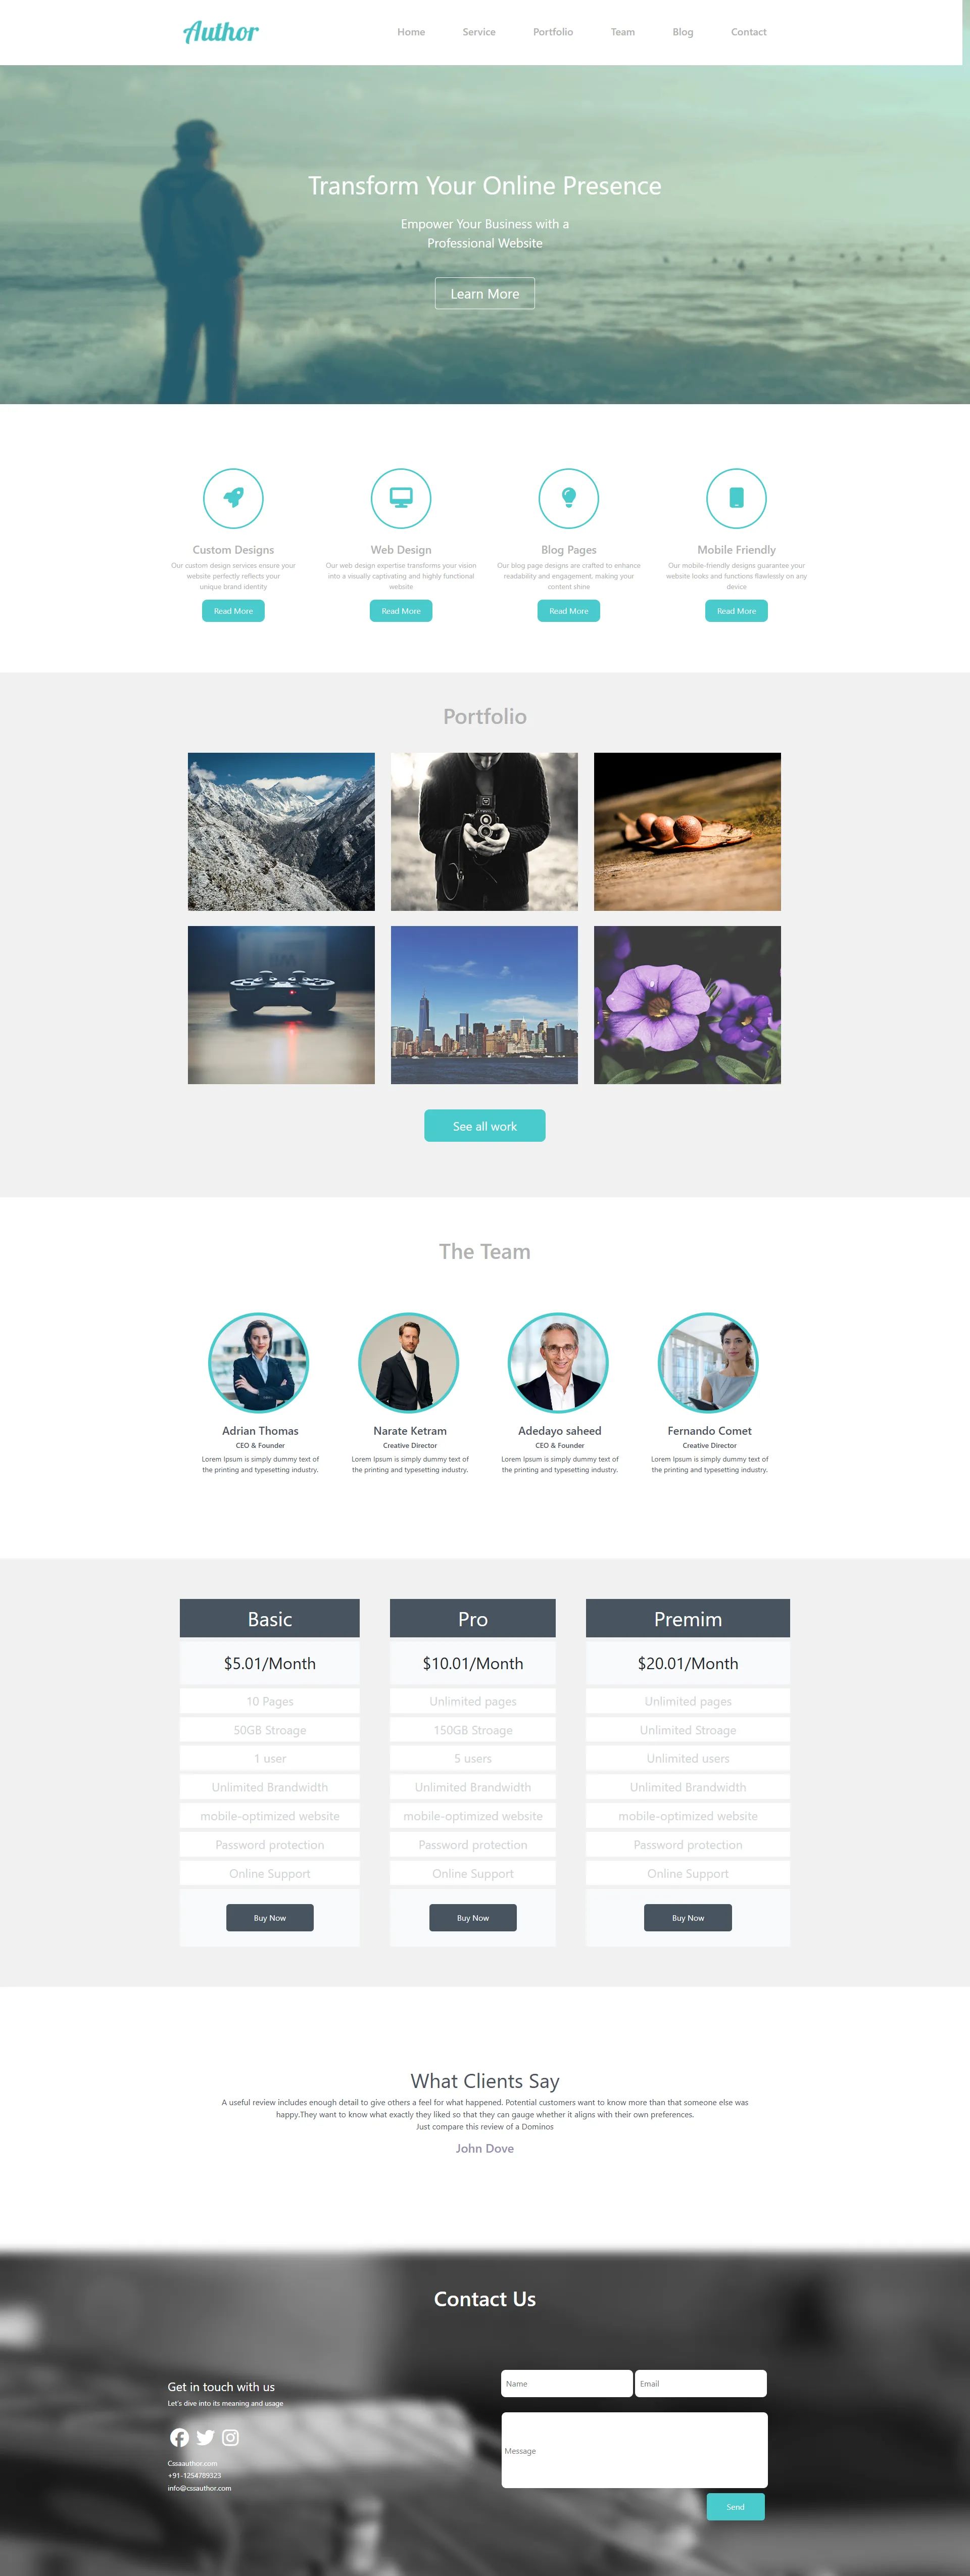 Author
Home Service Portfolio Team Blog Contact
Transform Your Online Presence
Empower Your Business with a
Professional Website
Learn More
Custom Designs
Our custom design services ensure your
website perfectly reflects your
unique brand identity
Read More
Web Design
Our web design expertise transforms your vision
into a visually captivating and highly functional
website
Read More
Blog Pages
Our blog page designs are crafted to enhance
readability and engagement, making your
content shine
Read More
Mobile Friendly
Our mobile-friendly designs guarantee your
website looks and functions flawlessly on any
device
Read More
Portfolio
See all work
The Team
Adrian Thomas
CEO & Founder
Lorem Ipsum is simply dummy text of
the printing and typesetting industry.
Narate Ketram
Creative Director
Lorem Ipsum is simply dummy text of
the printing and typesetting industry.
Adedayo saheed
CEO & Founder
Lorem Ipsum is simply dummy text of
the printing and typesetting industry.
Fernando Comet
Creative Director
Lorem Ipsum is simply dummy text of
the printing and typesetting industry.
Basic
$5.01/Month
10 Pages
50GB Stroage
1 user
Unlimited Brandwidth
mobile-optimized website
Password protection
Online Support
Buy Now
Pro
$10.01/Month
Unlimited pages
150GB Stroage
5 users
Unlimited Brandwidth
mobile-optimized website
Password protection
Online Support
Buy Now
Premim
$20.01/Month
Unlimited pages
Unlimited Stroage
Unlimited users
Unlimited Brandwidth
mobile-optimized website
Password protection
Online Support
Buy Now
What Clients Say
A useful review includes enough detail to give others a feel for what happened. Potential customers want to know more than that someone else was
happy.They want to know what exactly they liked so that they can gauge whether it aligns with their own preferences.
Just compare this review of a Dominos
John Dove
Contact Us
Get in touch with us
Let's dive into its meaning and usage
Cssaauthor.com
+91-1254789323
info@cssauthor.com
Name
Email
Message
Send